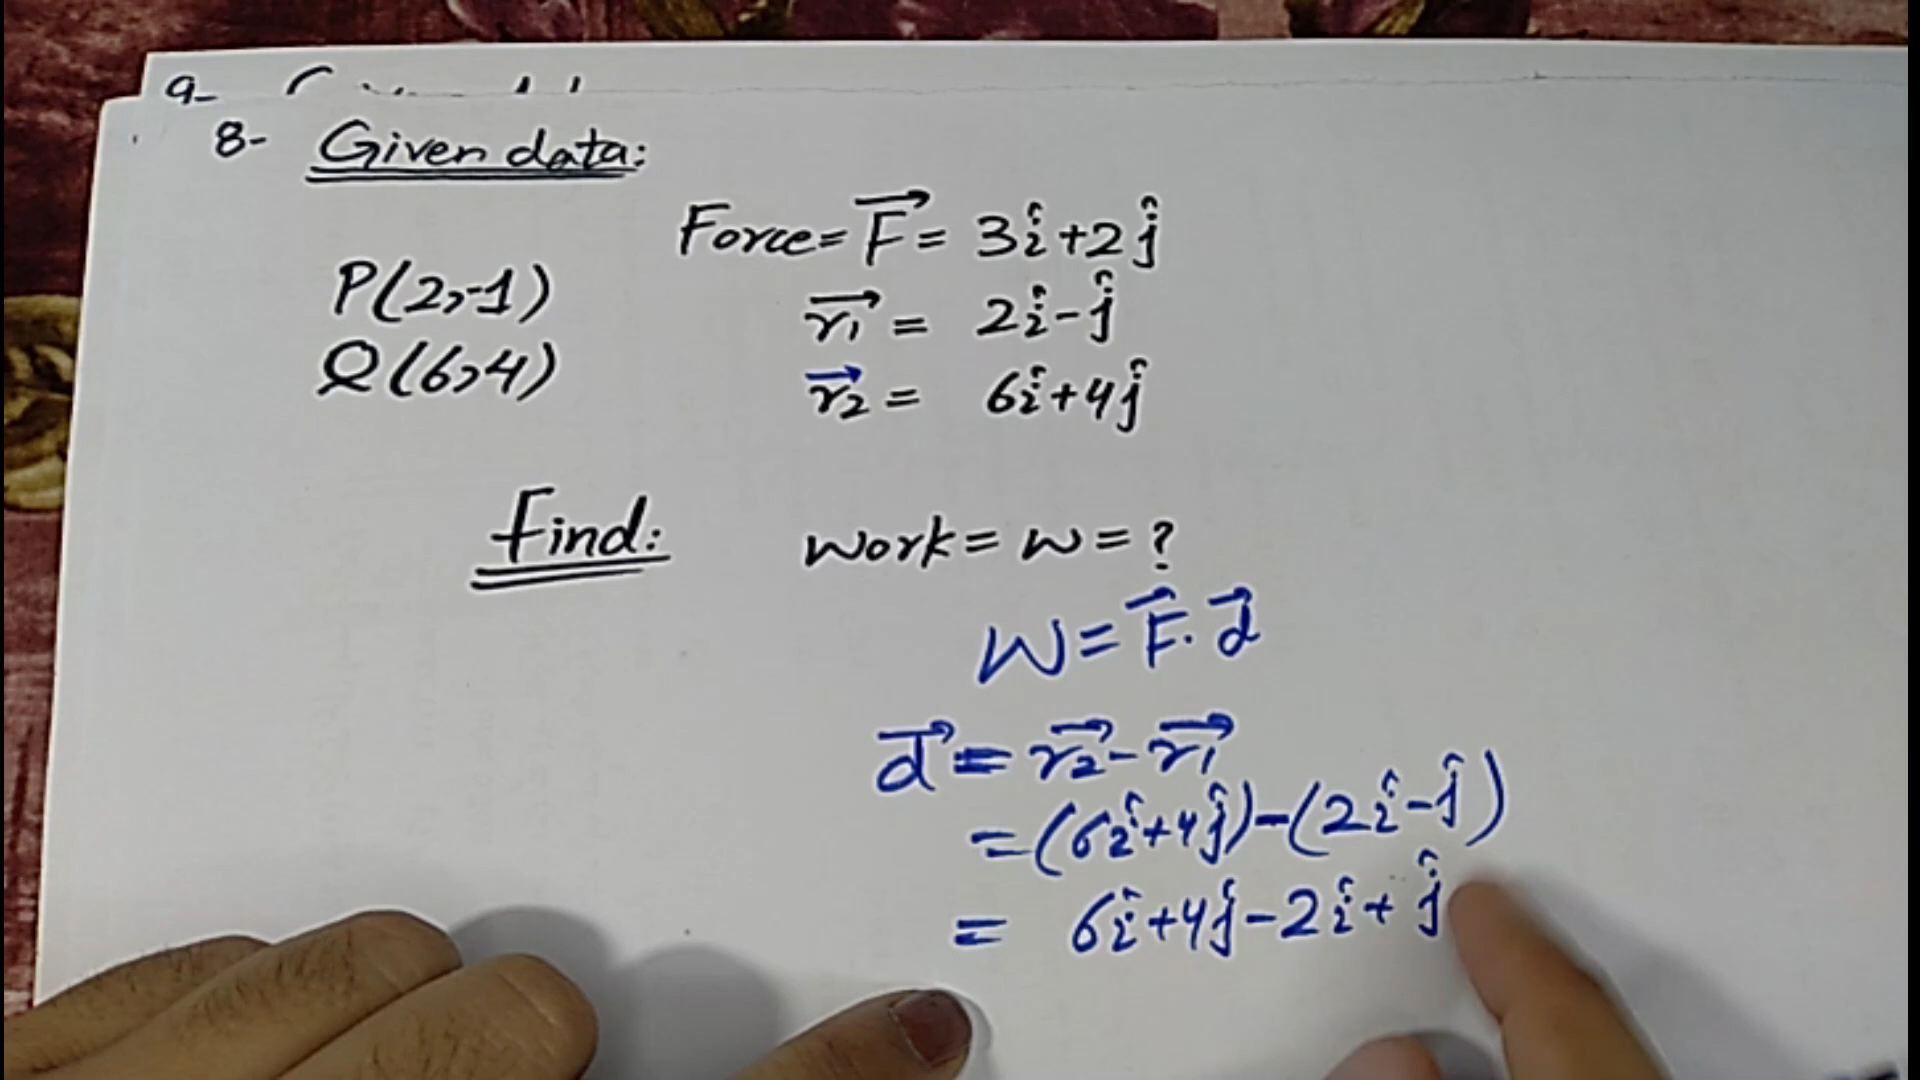 9-
8- Given data:
Force = F⃗ = 3î+2ĵ
P(2,-1)
r⃗1 = 2î-ĵ
Q(6,4)
r⃗2 = 6î+4ĵ
Find: Work = W = ?
W = F⃗.d⃗
d⃗ = r⃗2 - r⃗1
= (6î+4ĵ)-(2î-ĵ)
= 6î+4ĵ-2î+ĵ